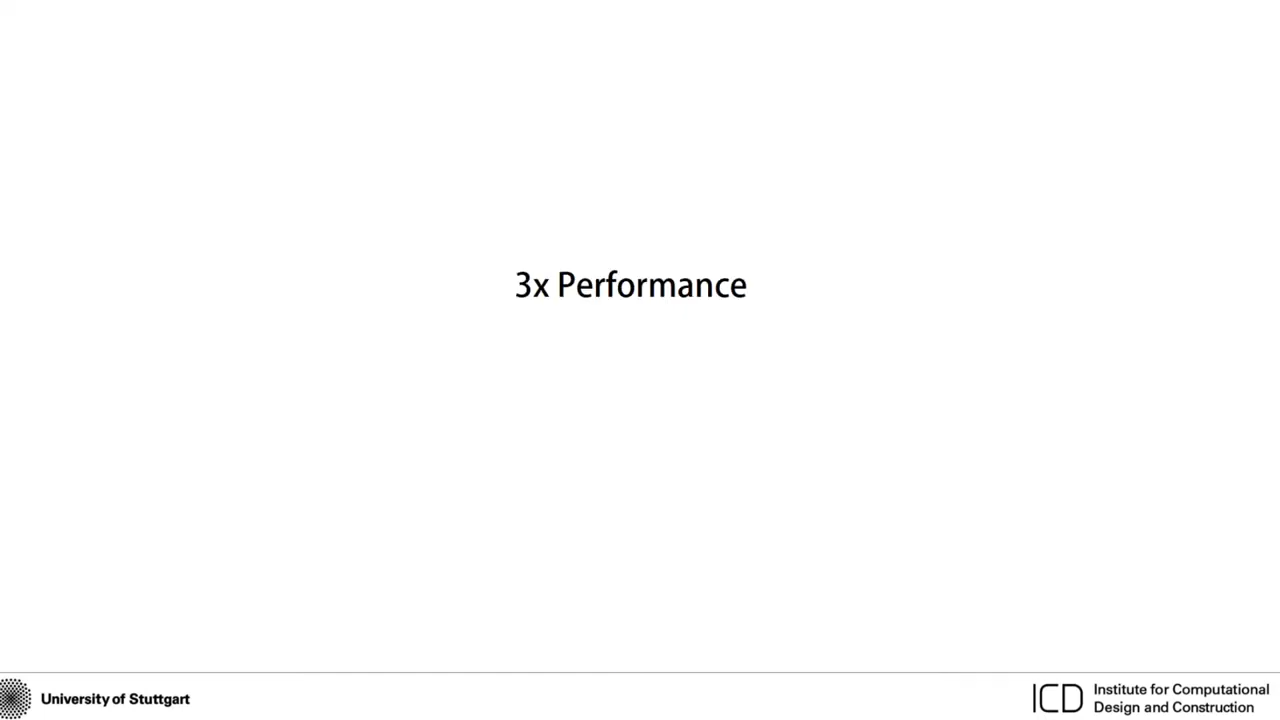 3x Performance
University of Stuttgart
ICD
Institute for Computational
Design and Construction